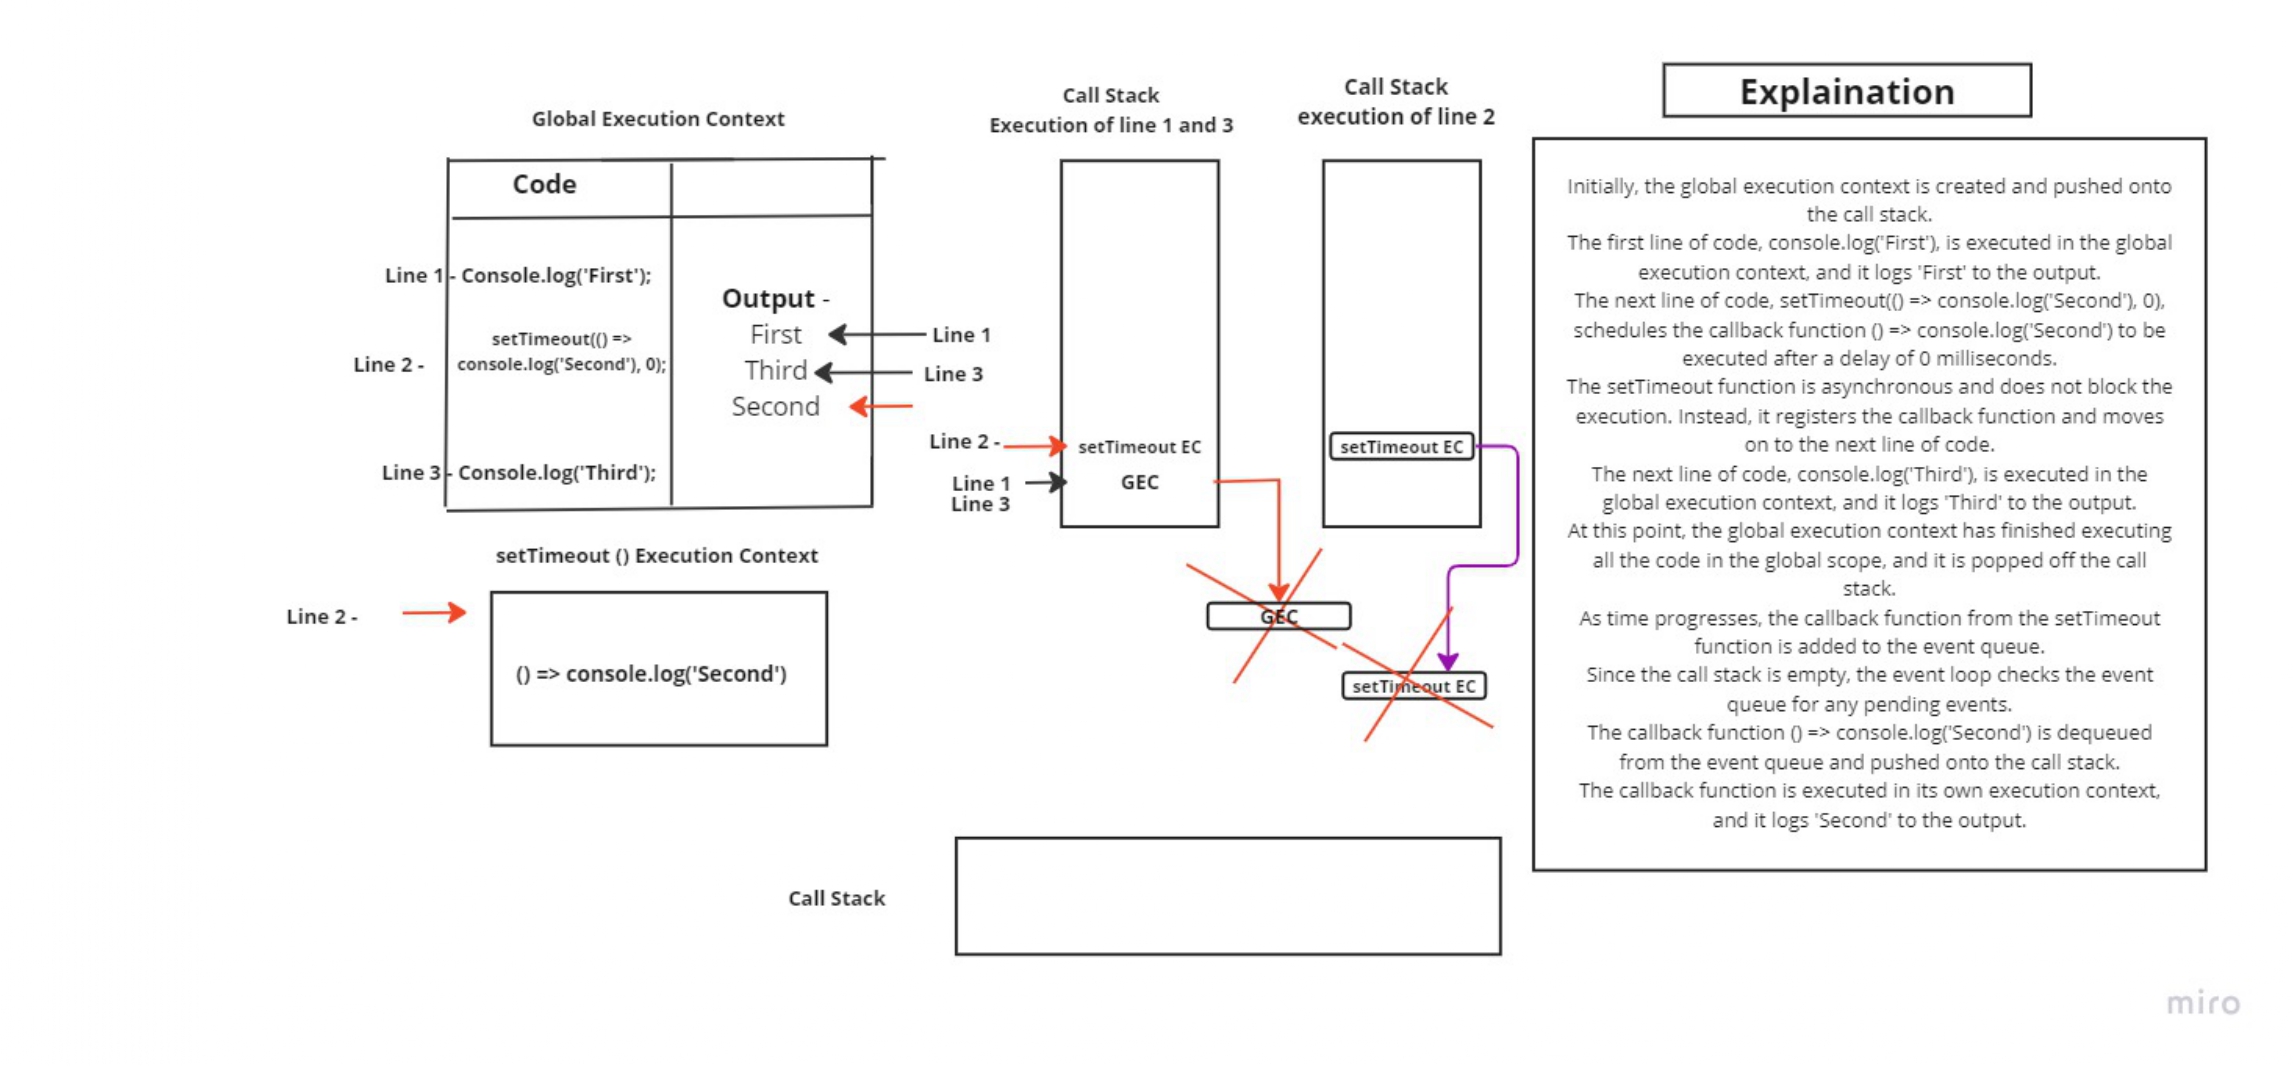 Global Execution Context
Code
Line 1 - Console.log('First');
setTimeout(() =>
Line 2 - console.log('Second'), 0);
Line 3 - Console.log('Third');
Output -
First
Third
Second
Line 1
Line 3
setTimeout () Execution Context
Line 2 -
() => console.log('Second')
Call Stack
Execution of line 1 and 3
Line 2 - setTimeout EC
Line 1 GEC
Line 3
Call Stack
execution of line 2
setTimeout EC
GEC
setTimeout EC
Call Stack
Explaination
Initially, the global execution context is created and pushed onto
the call stack.
The first line of code, console.log('First'), is executed in the global
execution context, and it logs 'First' to the output.
The next line of code, setTimeout(() => console.log('Second'), 0),
schedules the callback function () => console.log('Second') to be
executed after a delay of 0 milliseconds.
The setTimeout function is asynchronous and does not block the
execution. Instead, it registers the callback function and moves
on to the next line of code.
The next line of code, console.log('Third'), is executed in the
global execution context, and it logs 'Third' to the output.
At this point, the global execution context has finished executing
all the code in the global scope, and it is popped off the call
stack.
As time progresses, the callback function from the setTimeout
function is added to the event queue.
Since the call stack is empty, the event loop checks the event
queue for any pending events.
The callback function () => console.log('Second') is dequeued
from the event queue and pushed onto the call stack.
The callback function is executed in its own execution context,
and it logs 'Second' to the output.
miro